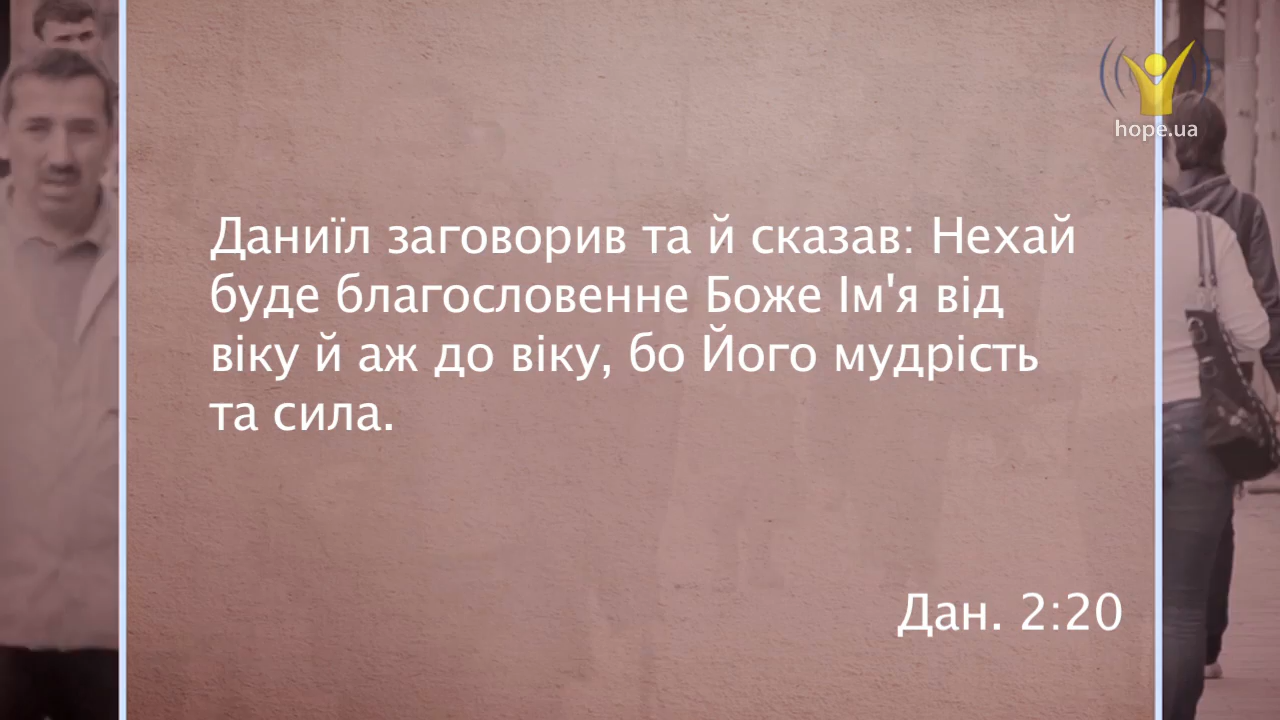 hope.ua
Даниїл заговорив та й сказав: Нехай
буде благословенне Боже Ім'я від
віку й аж до віку, бо Його мудрість
та сила.
Дан. 2:20